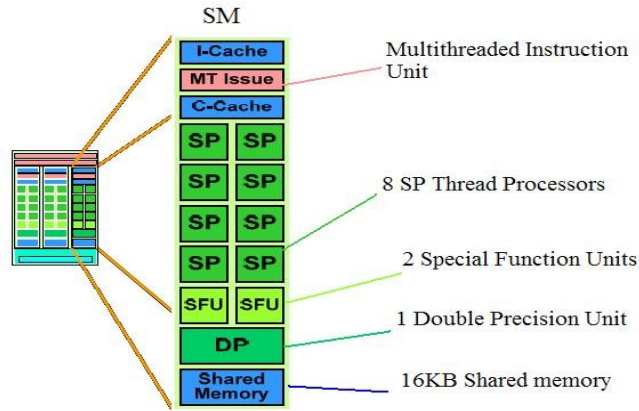 SM
I-Cache
MT Issue
C-Cache
SP SP
SP SP
SP SP
SP SP
SFU SFU
DP
Shared
Memory
Multithreaded Instruction
Unit
8 SP Thread Processors
2 Special Function Units
1 Double Precision Unit
16KB Shared memory